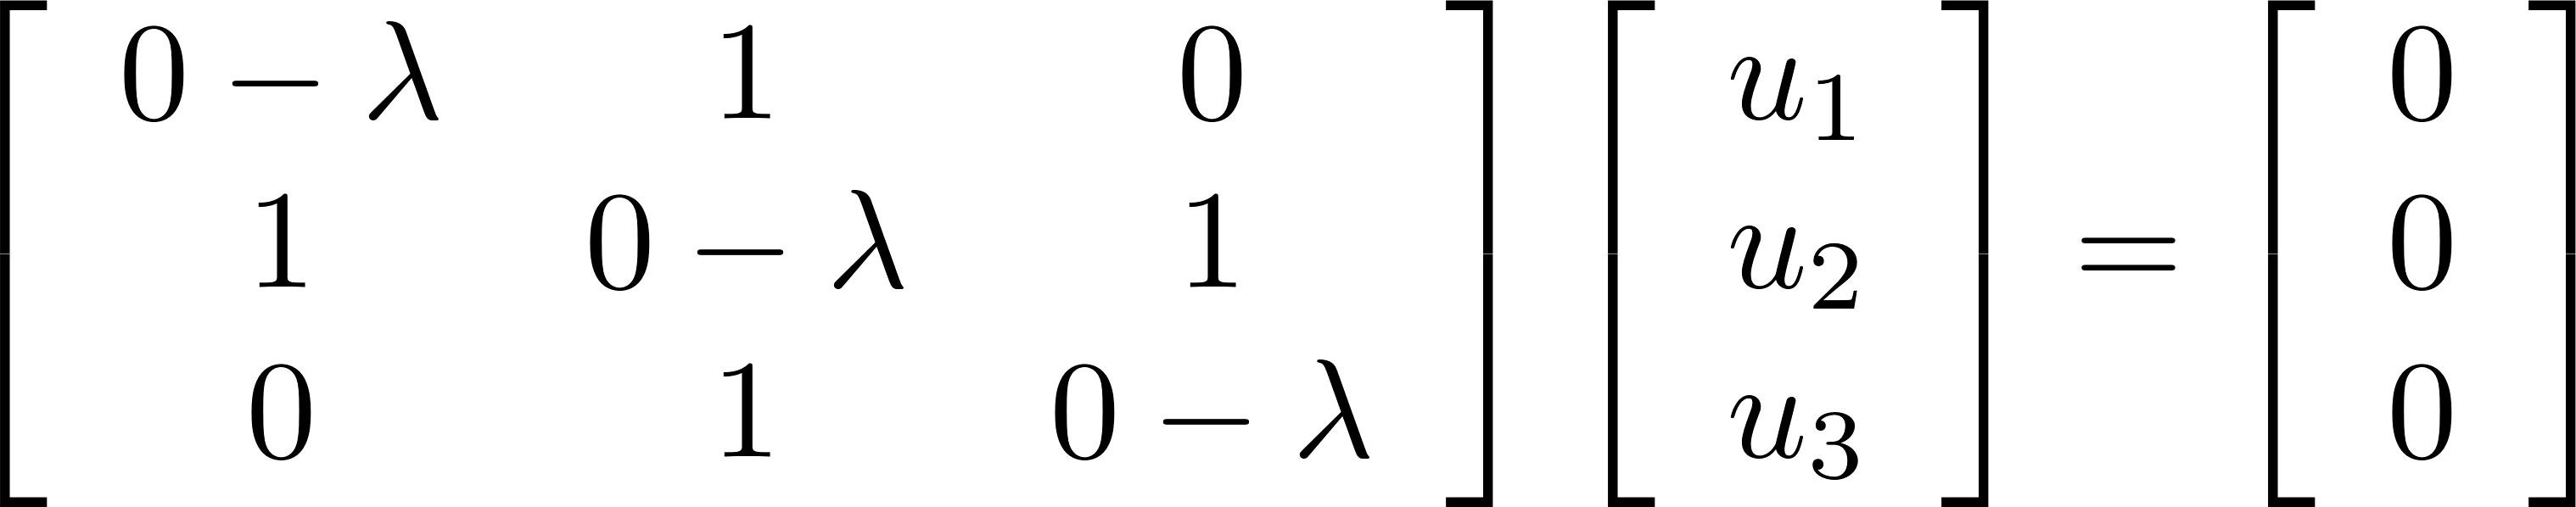 [ 0 − λ 1 0 ] [ u₁ ] [ 0 ]
[ 1 0 − λ 1 ] [ u₂ ] = [ 0 ]
[ 0 1 0 − λ ] [ u₃ ] [ 0 ]